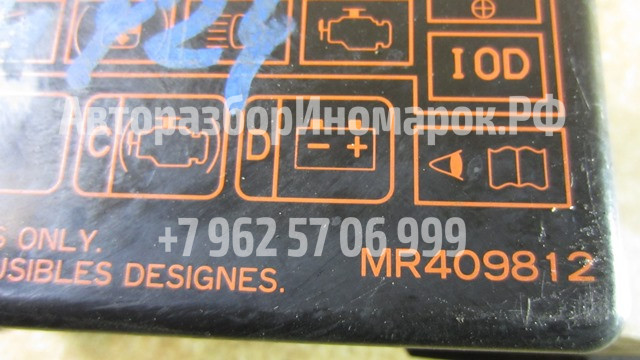 IOD
АвторазборИномарок.РФ
C
D
- +
S ONLY.
+7 962 57 06 999
MR409812
USIBLES DESIGNES.